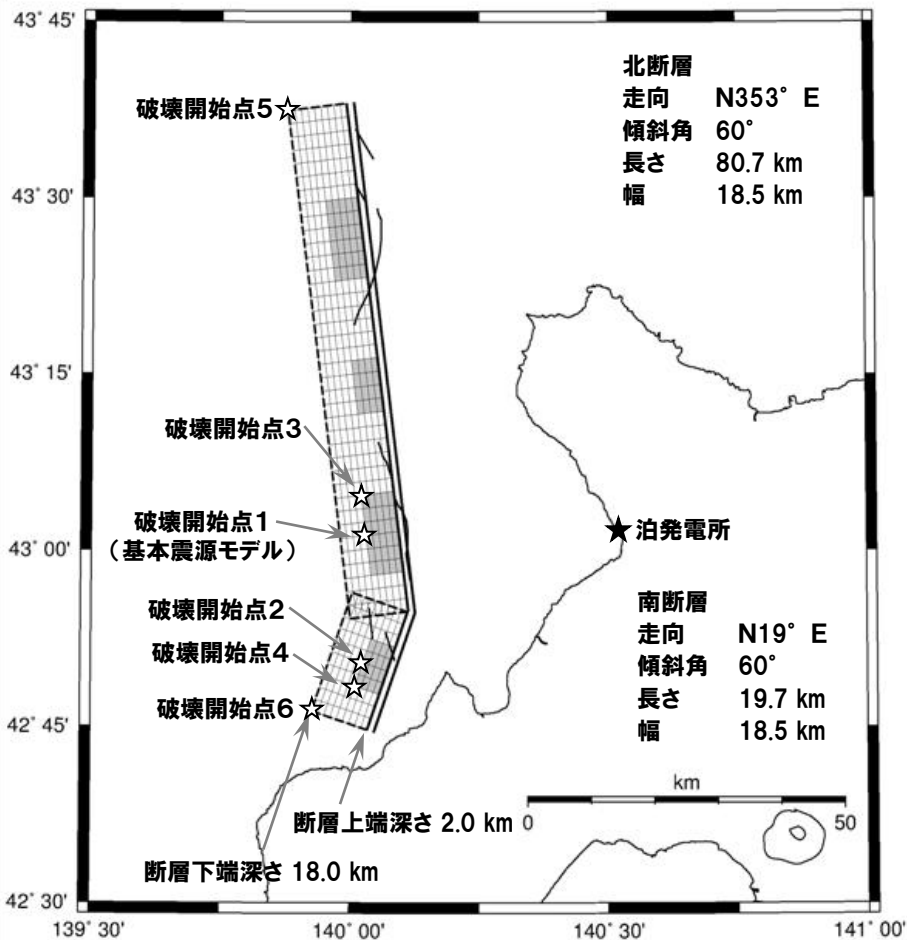 43° 45'
43° 30'
43° 15'
43° 00'
42° 45'
42° 30'
139° 30'
140° 00'
140° 30'
141° 00'
北断層
走向 N353° E
傾斜角 60°
長さ 80.7 km
幅 18.5 km
破壊開始点5
破壊開始点3
破壊開始点1
（基本震源モデル）
泊発電所
破壊開始点2
破壊開始点4
破壊開始点6
南断層
走向 N19° E
傾斜角 60°
長さ 19.7 km
幅 18.5 km
km
0 50
断層上端深さ 2.0 km
断層下端深さ 18.0 km